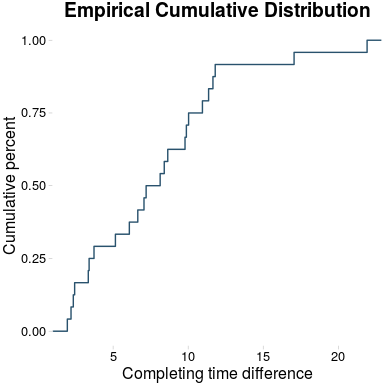 Empirical Cumulative Distribution
1.00
0.75
0.50
0.25
0.00
Cumulative percent
5 10 15 20
Completing time difference